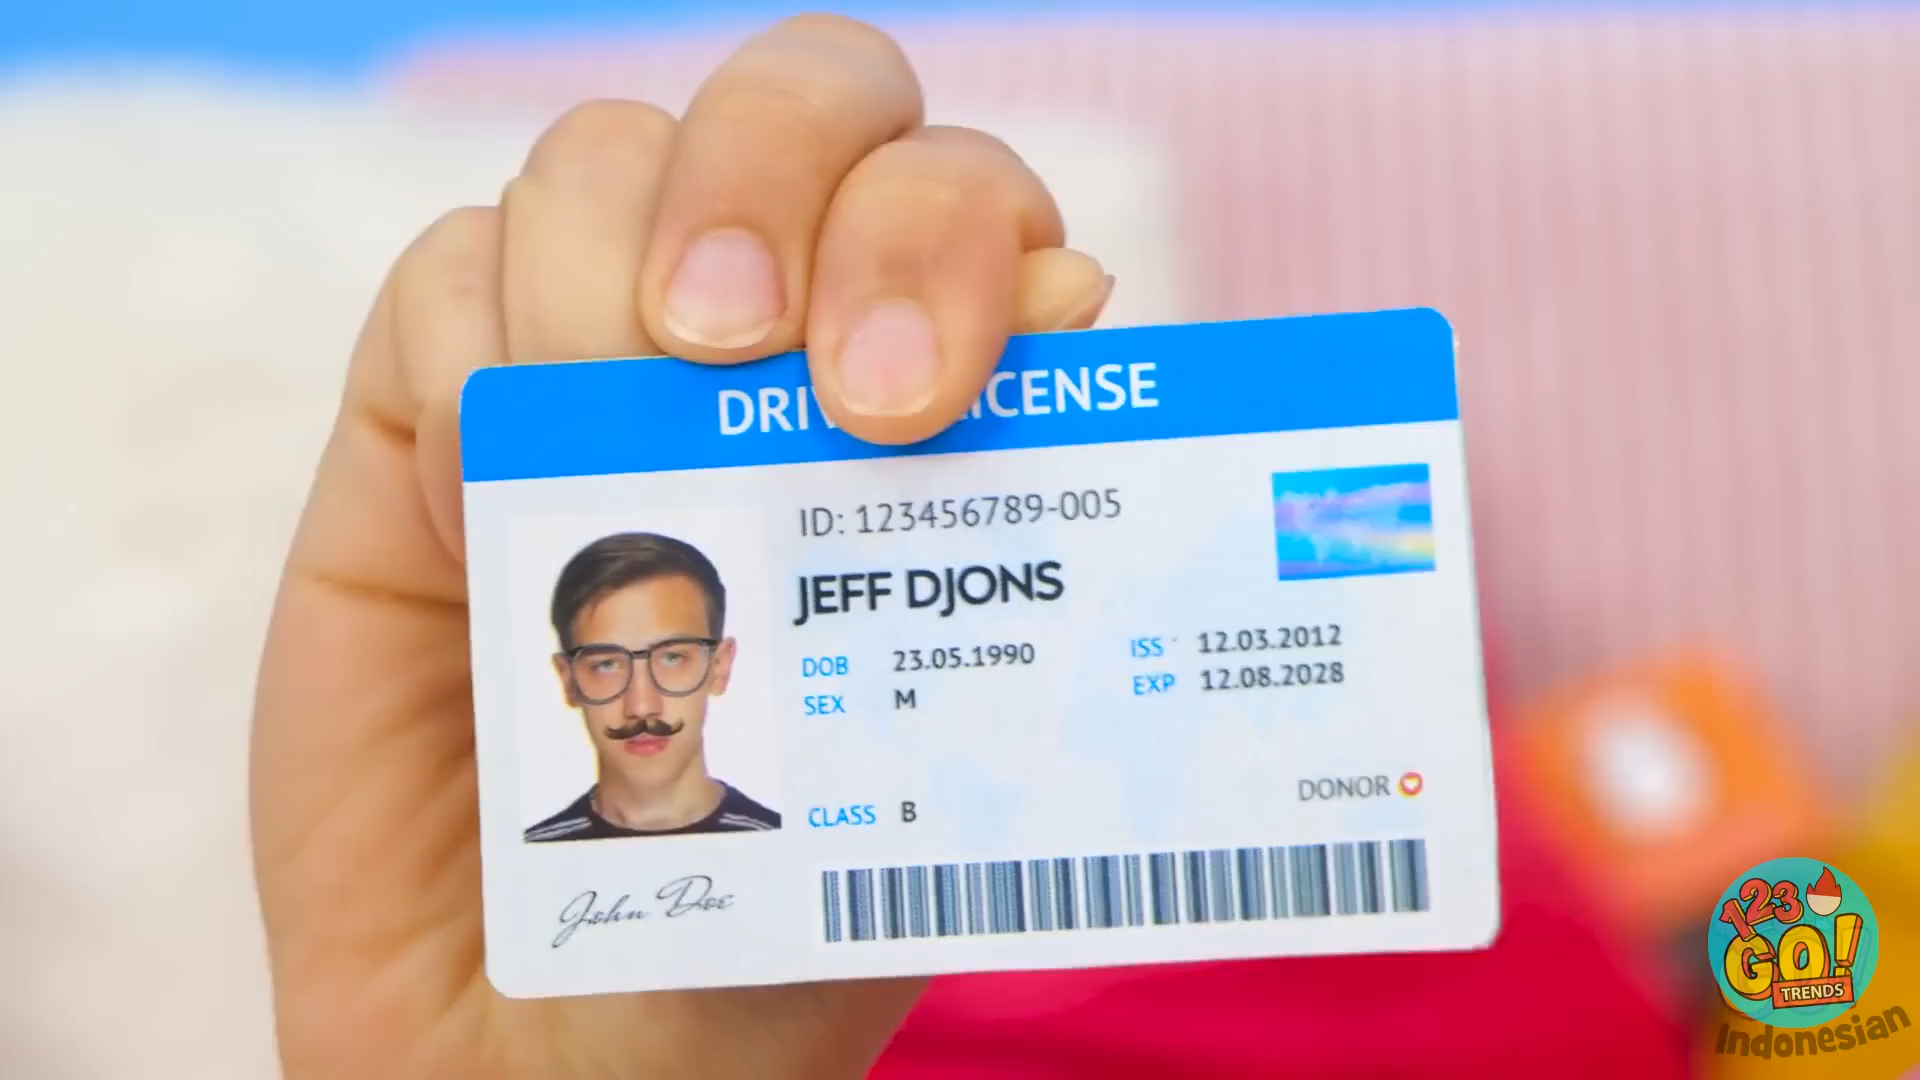 DRIV ICENSE
ID: 123456789-005
JEFF DJONS
DOB 23.05.1990
ISS 12.03.2012
SEX M
EXP 12.08.2028
DONOR
CLASS B
John Doe
123
GO!
TRENDS
Indonesian